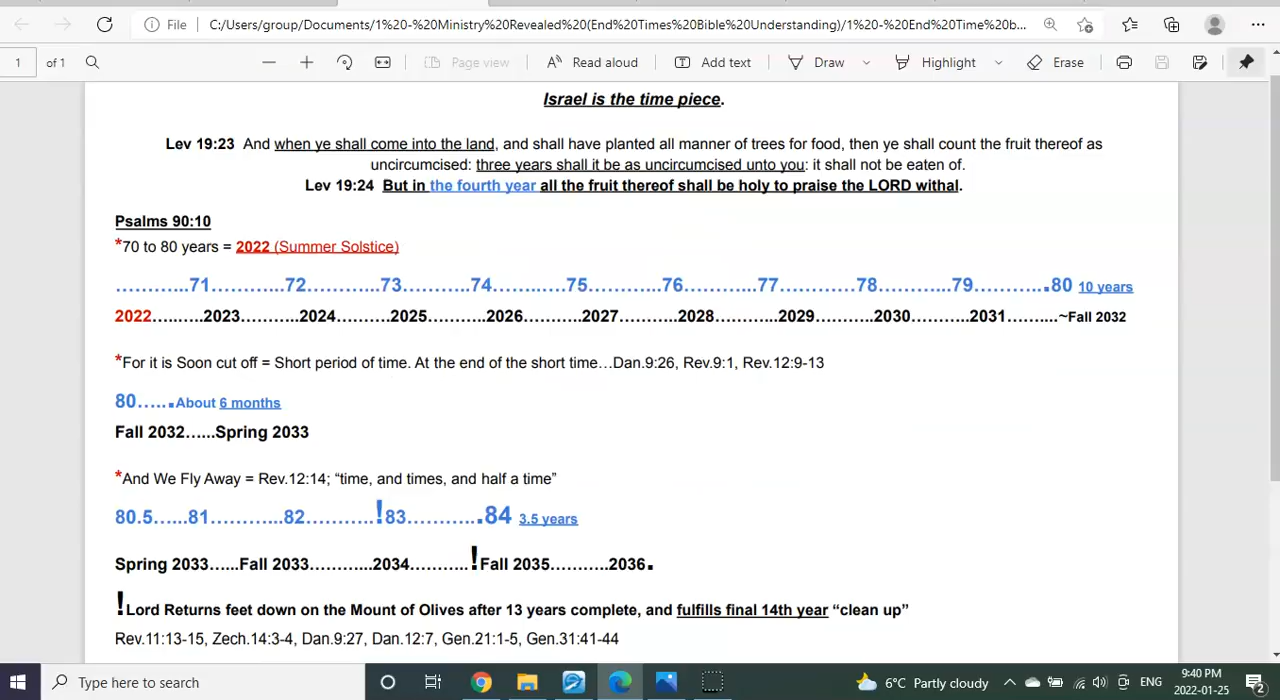 File C:/Users/group/Documents/1%20-%20Ministry%20Revealed%20(End%20Times%20Bible%20Understanding)/1%20-%20End%20Time%20b...
1 of 1 Page view Read aloud Add text Draw Highlight Erase
Israel is the time piece.
Lev 19:23 And when ye shall come into the land, and shall have planted all manner of trees for food, then ye shall count the fruit thereof as
uncircumcised: three years shall it be as uncircumcised unto you: it shall not be eaten of.
Lev 19:24 But in the fourth year all the fruit thereof shall be holy to praise the LORD withal.
Psalms 90:10
*70 to 80 years = 2022 (Summer Solstice)
………...71………...72………...73………..74……..….75……...…76……...…77…………78………...79………...80 10 years
2022…..…..2023……….2024……….2025………..2026……….2027………..2028……...2029……….2030……….2031……...~Fall 2032
*For it is Soon cut off = Short period of time. At the end of the short time…Dan.9:26, Rev.9:1, Rev.12:9-13
80…...About 6 months
Fall 2032…...Spring 2033
*And We Fly Away = Rev.12:14; “time, and times, and half a time”
80.5…...81………...82………..!83………...84 3.5 years
Spring 2033…...Fall 2033………...2034………..!Fall 2035……….2036.
!Lord Returns feet down on the Mount of Olives after 13 years complete, and fulfills final 14th year “clean up”
Rev.11:13-15, Zech.14:3-4, Dan.9:27, Dan.12:7, Gen.21:1-5, Gen.31:41-44
Type here to search 6°C Partly cloudy ENG 9:40 PM
2022-01-25 2